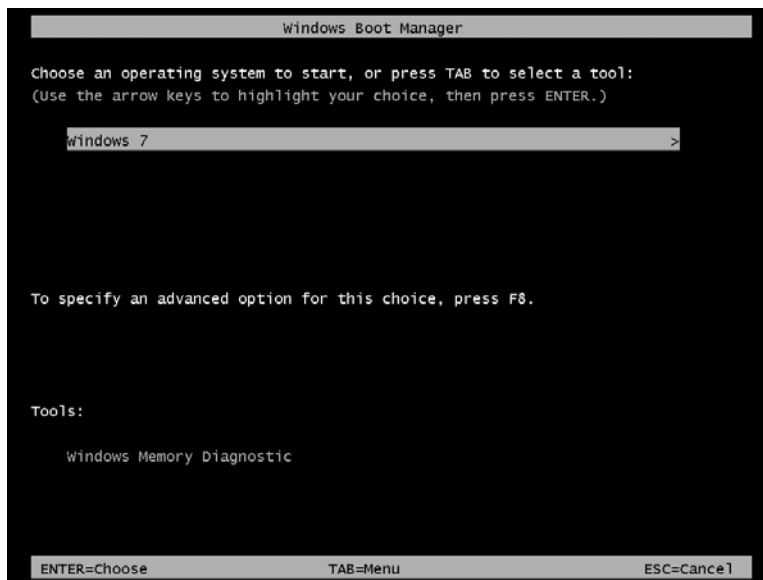 Windows Boot Manager
Choose an operating system to start, or press TAB to select a tool:
(Use the arrow keys to highlight your choice, then press ENTER.)
Windows 7 >
To specify an advanced option for this choice, press F8.
Tools:
Windows Memory Diagnostic
ENTER=Choose TAB=Menu ESC=Cancel